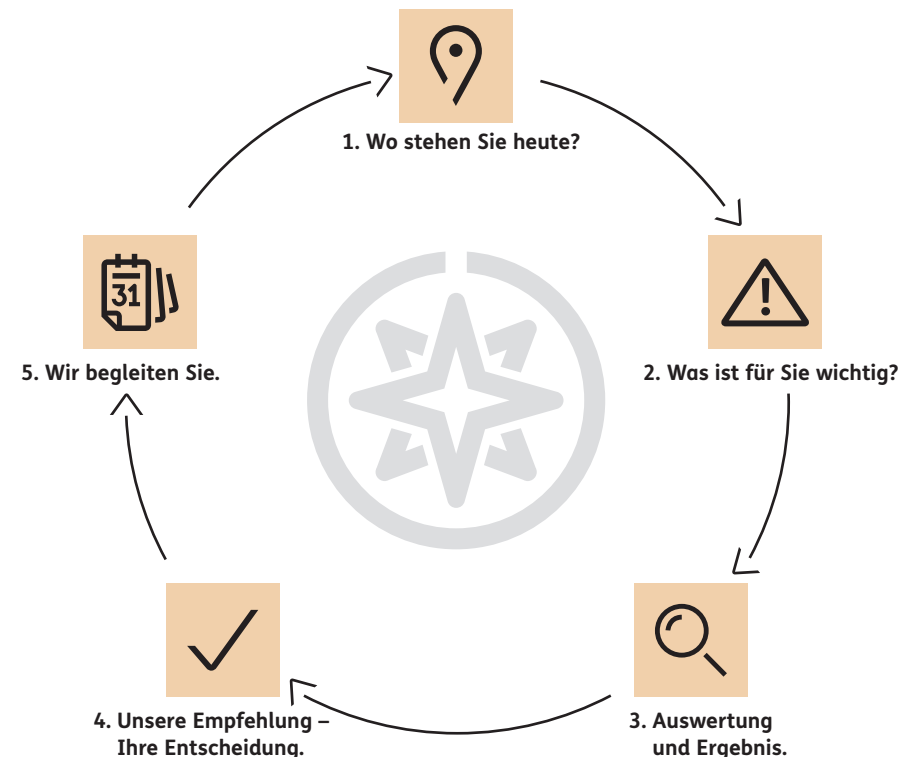 1. Wo stehen Sie heute?
31
5. Wir begleiten Sie.
2. Was ist für Sie wichtig?
4. Unsere Empfehlung –
Ihre Entscheidung.
3. Auswertung
und Ergebnis.